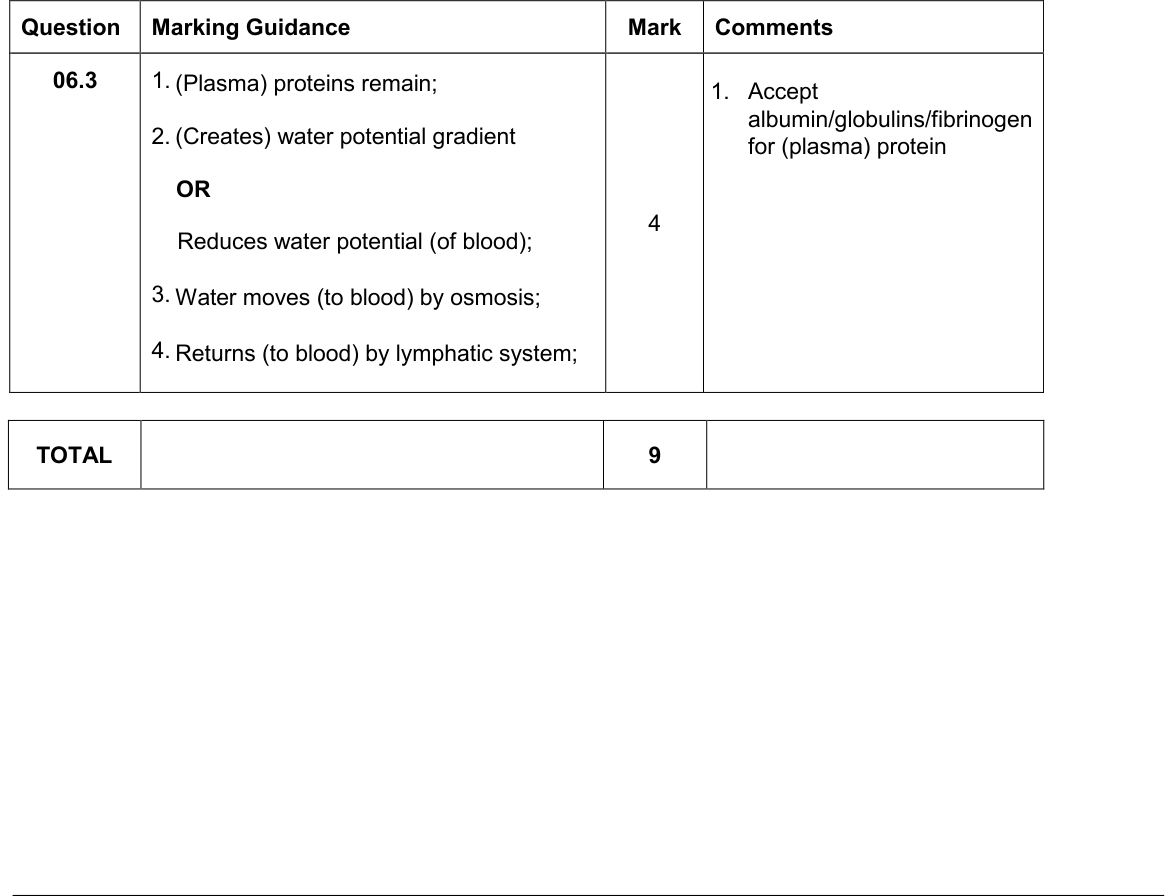 Question Marking Guidance Mark Comments
06.3
1. (Plasma) proteins remain;
2. (Creates) water potential gradient
OR
Reduces water potential (of blood);
3. Water moves (to blood) by osmosis;
4. Returns (to blood) by lymphatic system;
4
1. Accept
albumin/globulins/fibrinogen
for (plasma) protein
TOTAL 9